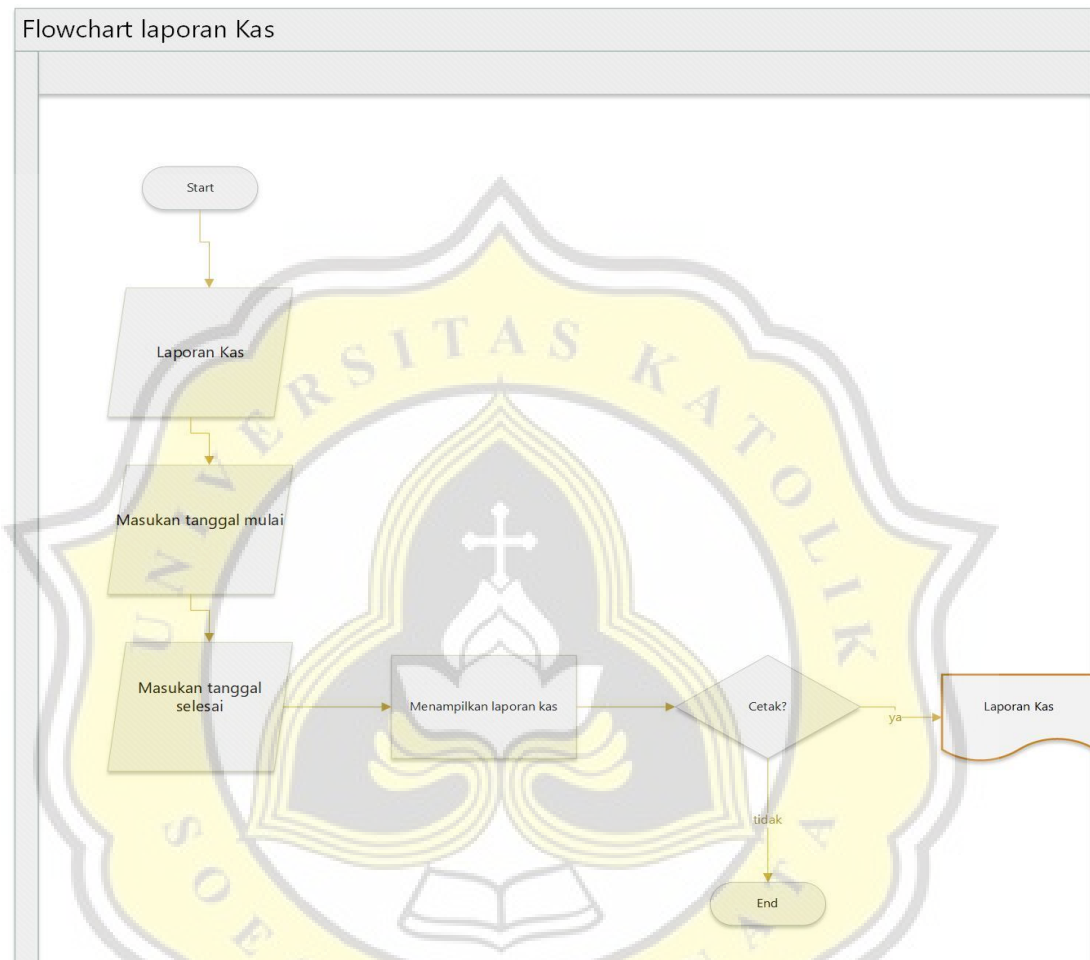 Flowchart laporan Kas
Start
Laporan Kas
Masukan tanggal mulai
Masukan tanggal
selesai
Menampilkan laporan kas
Cetak?
ya
Laporan Kas
tidak
End
UNIVERSITAS KATOLIK